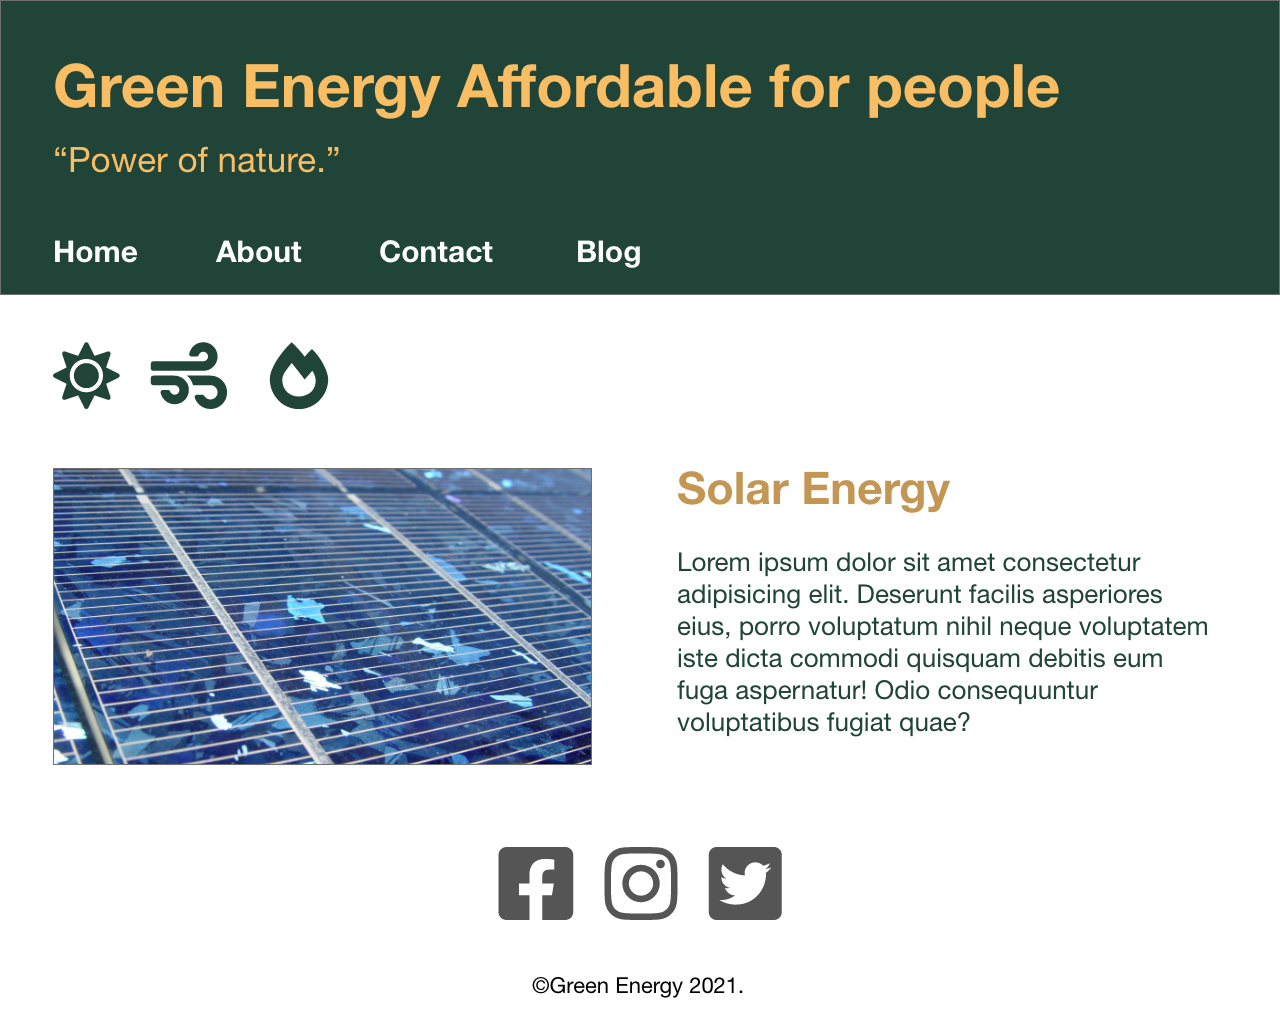 Green Energy Affordable for people
“Power of nature.”
Home About Contact Blog
Solar Energy
Lorem ipsum dolor sit amet consectetur
adipisicing elit. Deserunt facilis asperiores
eius, porro voluptatum nihil neque voluptatem
iste dicta commodi quisquam debitis eum
fuga aspernatur! Odio consequuntur
voluptatibus fugiat quae?
©Green Energy 2021.